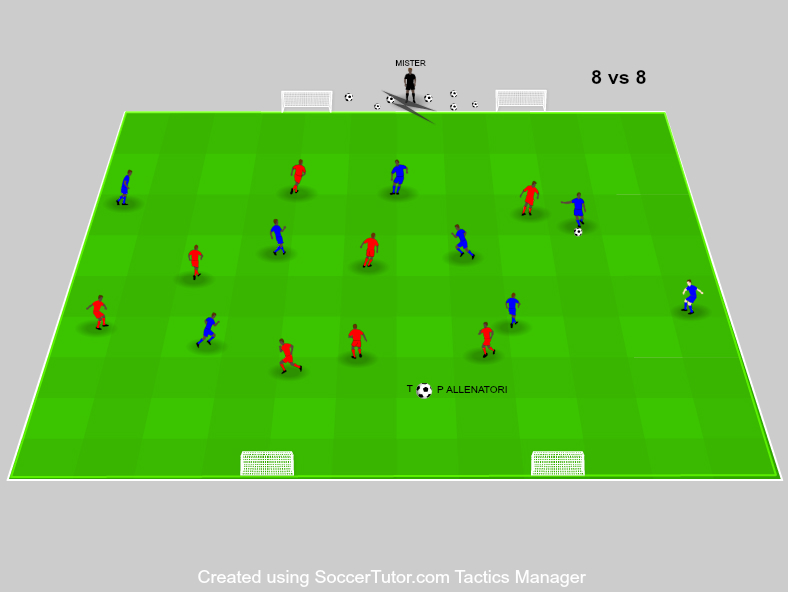 MISTER
8 vs 8
T P ALLENATORI
Created using SoccerTutor.com Tactics Manager